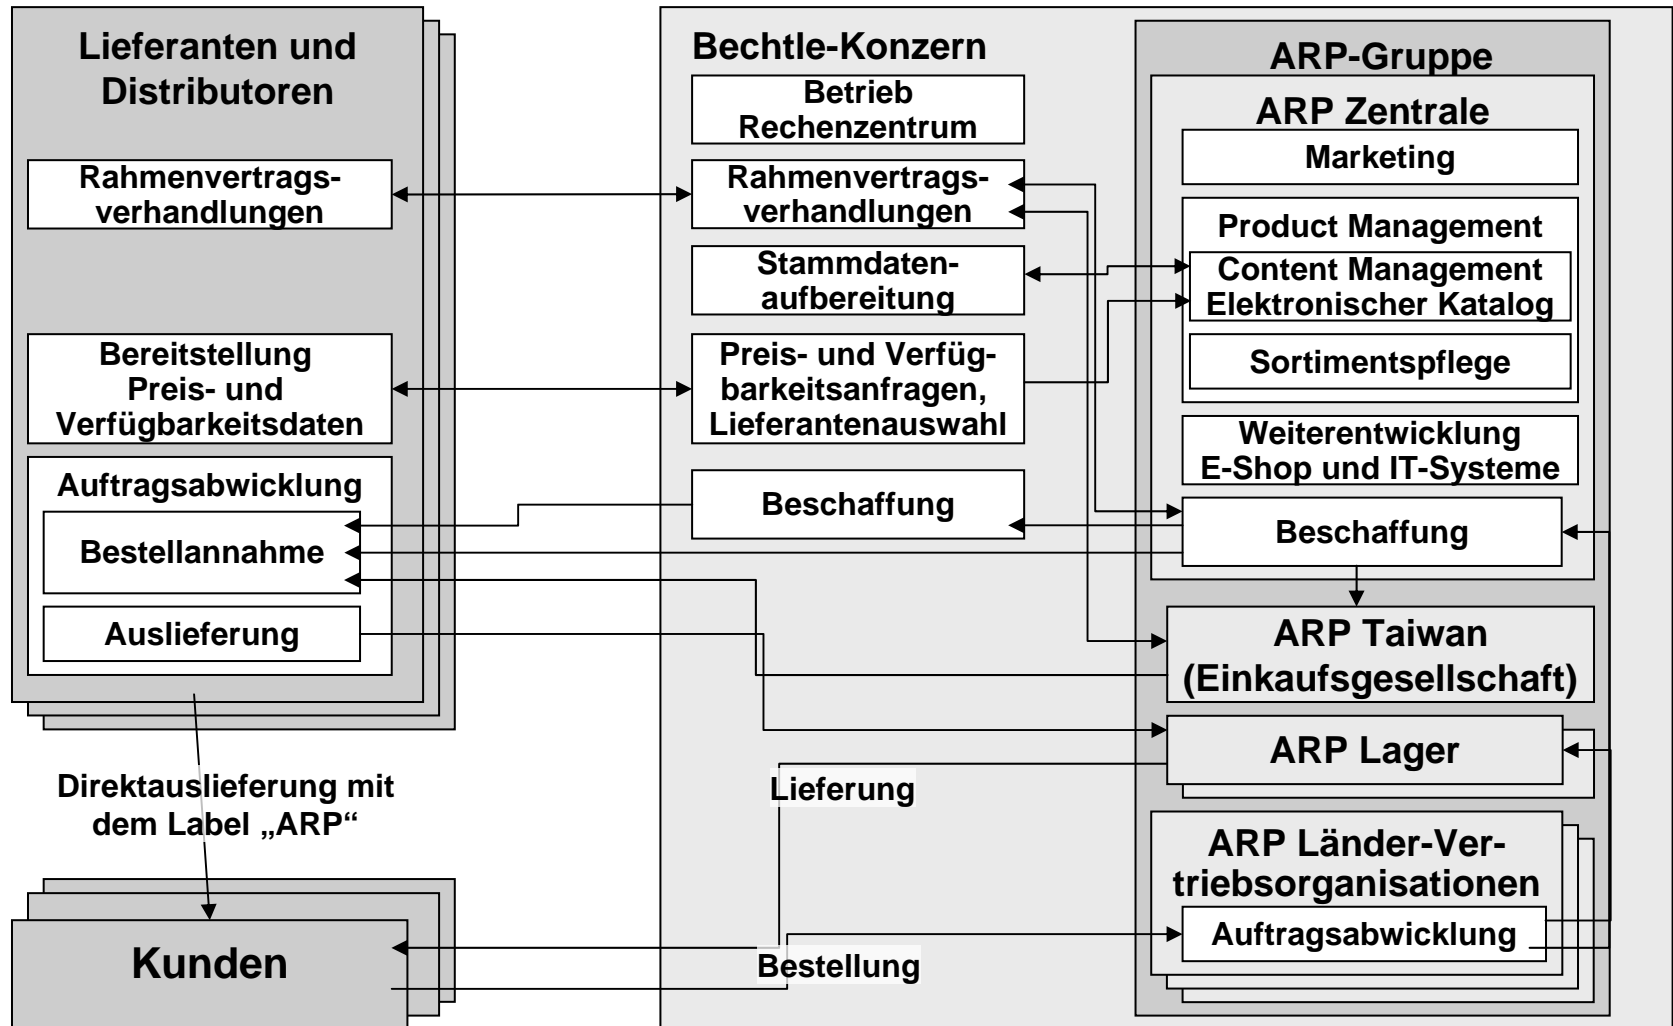 Lieferanten und
Distributoren
Rahmenvertrags-
verhandlungen
Bereitstellung
Preis- und
Verfügbarkeitsdaten
Auftragsabwicklung
Bestellannahme
Auslieferung
Direktauslieferung mit
dem Label „ARP“
Kunden
Bechtle-Konzern
Betrieb
Rechenzentrum
Rahmenvertrags-
verhandlungen
Stammdaten-
aufbereitung
Preis- und Verfüg-
barkeitsanfragen,
Lieferantenauswahl
Beschaffung
Lieferung
Bestellung
ARP-Gruppe
ARP Zentrale
Marketing
Product Management
Content Management
Elektronischer Katalog
Sortimentspflege
Weiterentwicklung
E-Shop und IT-Systeme
Beschaffung
ARP Taiwan
(Einkaufsgesellschaft)
ARP Lager
ARP Länder-Ver-
triebsorganisationen
Auftragsabwicklung